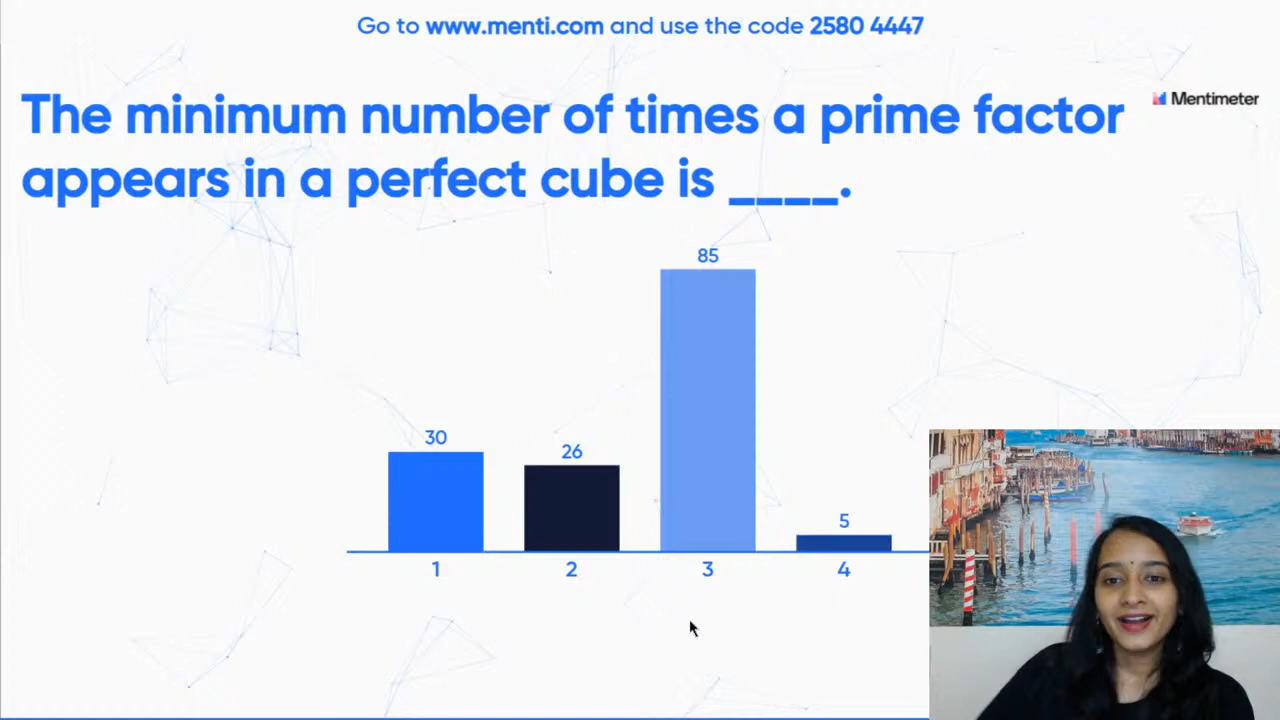 Go to www.menti.com and use the code 2580 4447
The minimum number of times a prime factor
appears in a perfect cube is ____.
Mentimeter
85
30
26
5
1
2
3
4